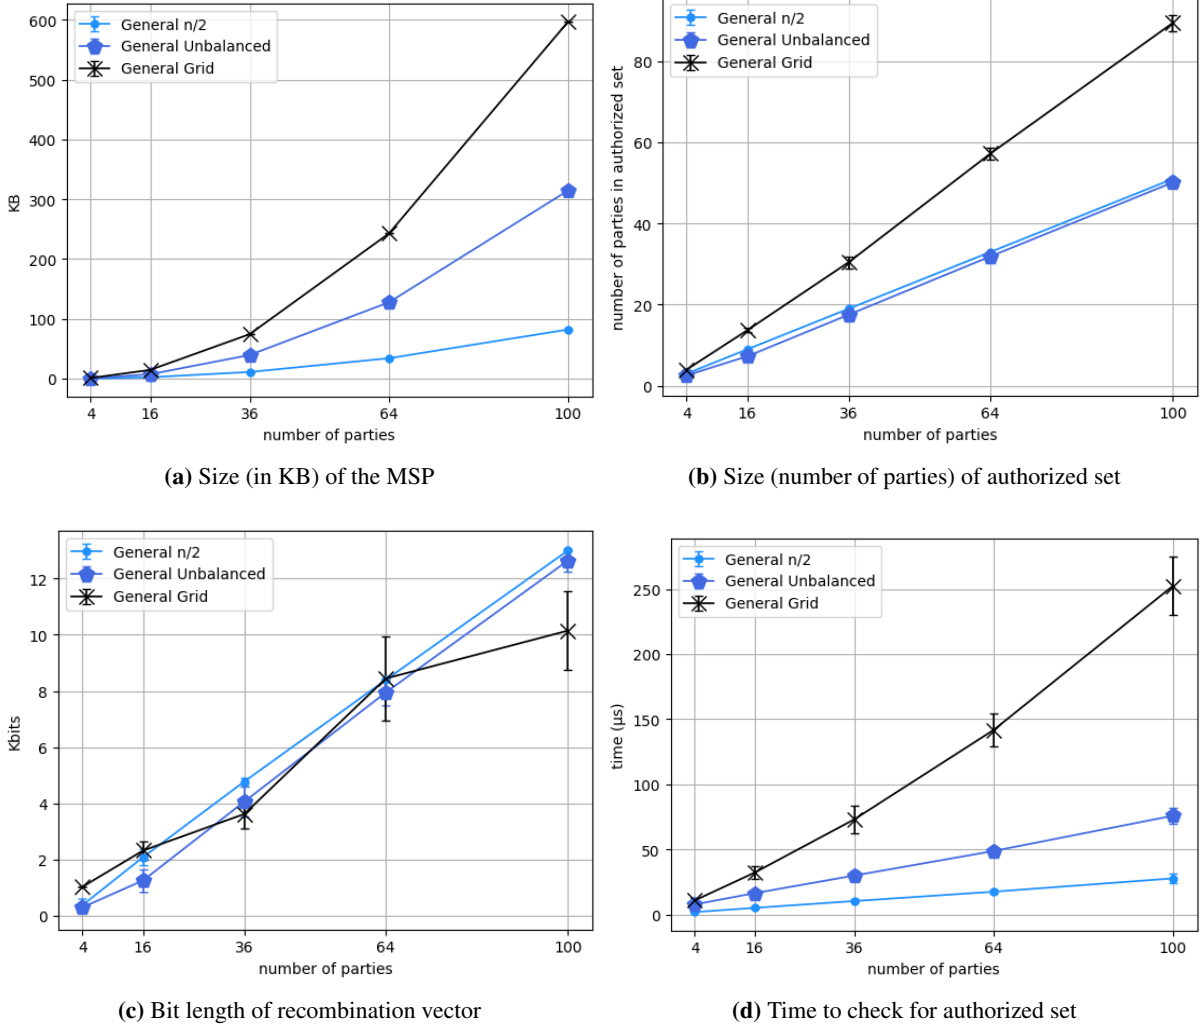 600
500
400
300
200
100
0
KB
General n/2
General Unbalanced
General Grid
4 16 36 64 100
number of parties
(a) Size (in KB) of the MSP
80
60
40
20
0
number of parties in authorized set
General n/2
General Unbalanced
General Grid
4 16 36 64 100
number of parties
(b) Size (number of parties) of authorized set
12
10
8
6
4
2
0
Kbits
General n/2
General Unbalanced
General Grid
4 16 36 64 100
number of parties
(c) Bit length of recombination vector
250
200
150
100
50
0
time (µs)
General n/2
General Unbalanced
General Grid
4 16 36 64 100
number of parties
(d) Time to check for authorized set